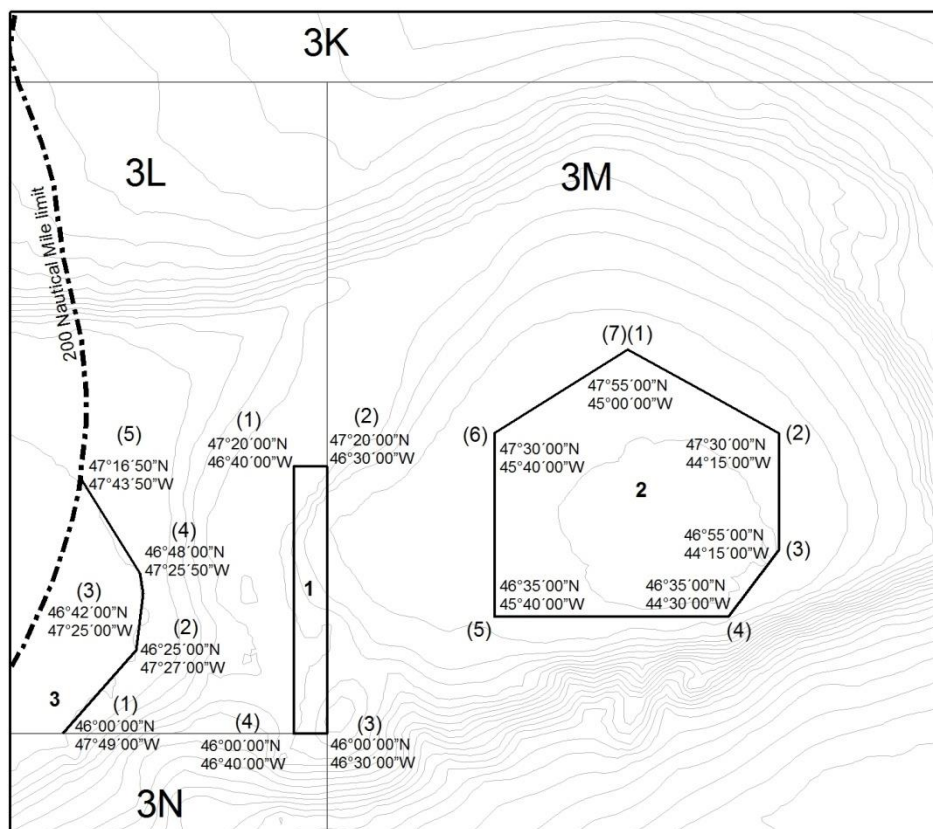 3K
3L
3M
200 Nautical Mile limit
(7)(1)
47°55´00”N
45°00´00”W
(5)
47°16´50”N
47°43´50”W
(1)
47°20´00”N
46°40´00”W
(2)
47°20´00”N
46°30´00”W
(6)
47°30´00”N
45°40´00”W
47°30´00”N
44°15´00”W
(2)
2
(4)
46°48´00”N
47°25´50”W
46°55´00”N
44°15´00”W
(3)
(3)
46°42´00”N
47°25´00”W
1
46°35´00”N
45°40´00”W
46°35´00”N
44°30´00”W
(5)
(4)
(2)
46°25´00”N
47°27´00”W
3
(1)
46°00´00”N
47°49´00”W
(4)
46°00´00”N
46°40´00”W
(3)
46°00´00”N
46°30´00”W
3N